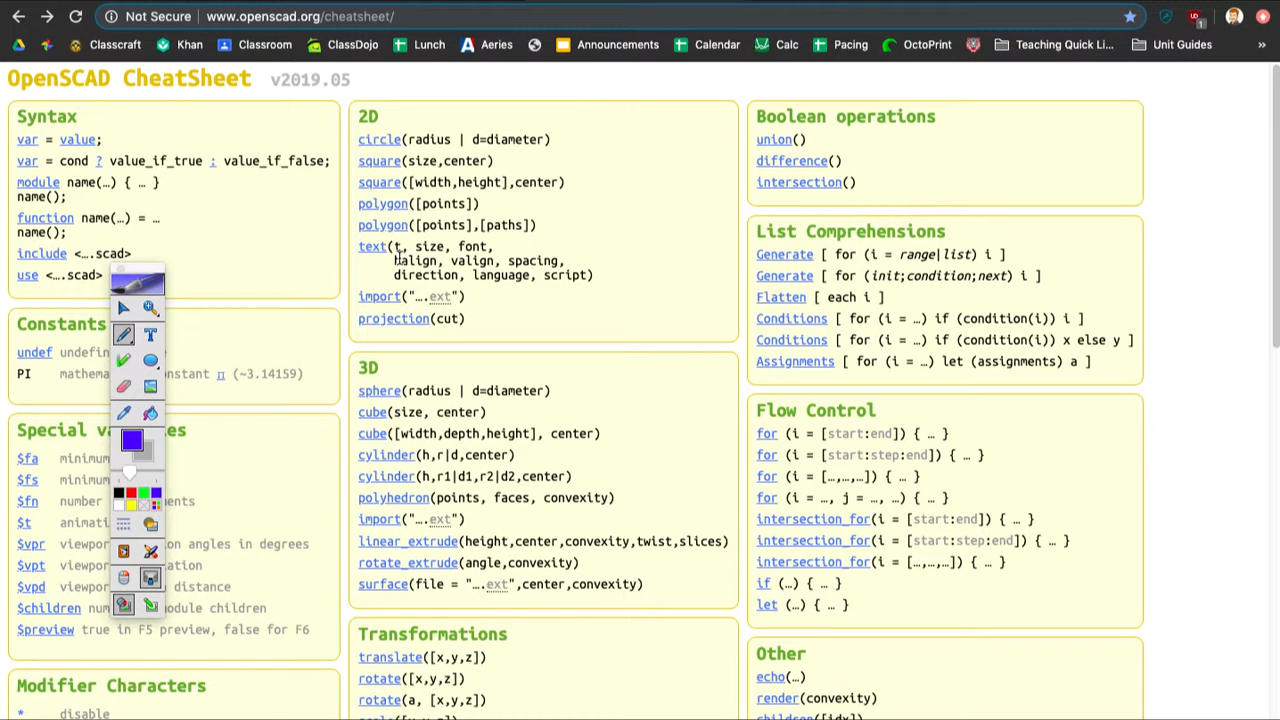 Not Secure | www.openscad.org/cheatsheet/
Classcraft Khan Classroom ClassDojo Lunch Aeries Announcements Calendar Calc Pacing OctoPrint Teaching Quick Li... Unit Guides »
OpenSCAD CheatSheet v2019.05
Syntax
var = value;
var = cond ? value_if_true : value_if_false;
module name(…) { … }
name();
function name(…) = …
name();
include <….scad>
use <….scad>
Constants
undef
PI constant π (~3.14159)
Special
$fa
$fs
$fn number
$t
$vpr angles in degrees
$vpt
$vpd distance
$children children
$preview true in F5 preview, false for F6
Modifier Characters
* disable
2D
circle(radius | d=diameter)
square(size,center)
square([width,height],center)
polygon([points])
polygon([points],[paths])
text(t, size, font,
halign, valign, spacing,
direction, language, script)
import("….ext")
projection(cut)
3D
sphere(radius | d=diameter)
cube(size, center)
cube([width,depth,height], center)
cylinder(h,r|d,center)
cylinder(h,r1|d1,r2|d2,center)
polyhedron(points, faces, convexity)
import("….ext")
linear_extrude(height,center,convexity,twist,slices)
rotate_extrude(angle,convexity)
surface(file = "….ext",center,convexity)
Transformations
translate([x,y,z])
rotate([x,y,z])
rotate(a, [x,y,z])
Boolean operations
union()
difference()
intersection()
List Comprehensions
Generate [ for (i = range|list) i ]
Generate [ for (init;condition;next) i ]
Flatten [ each i ]
Conditions [ for (i = …) if (condition(i)) i ]
Conditions [ for (i = …) if (condition(i)) x else y ]
Assignments [ for (i = …) let (assignments) a ]
Flow Control
for (i = [start:end]) { … }
for (i = [start:step:end]) { … }
for (i = […,…,…]) { … }
for (i = …, j = …, …) { … }
intersection_for(i = [start:end]) { … }
intersection_for(i = [start:step:end]) { … }
intersection_for(i = […,…,…]) { … }
if (…) { … }
let (…) { … }
Other
echo(…)
render(convexity)